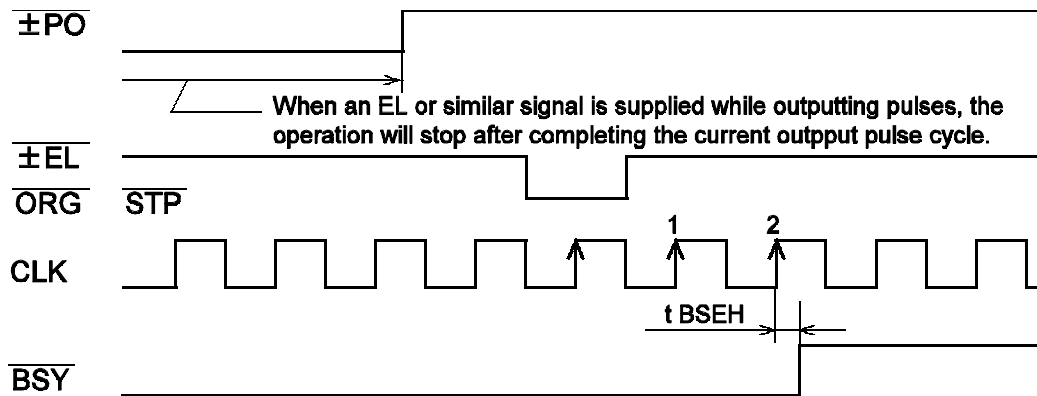 ±PO
When an EL or similar signal is supplied while outputting pulses, the
operation will stop after completing the current outpput pulse cycle.
±EL
ORG STP
1 2
CLK
t BSEH
BSY